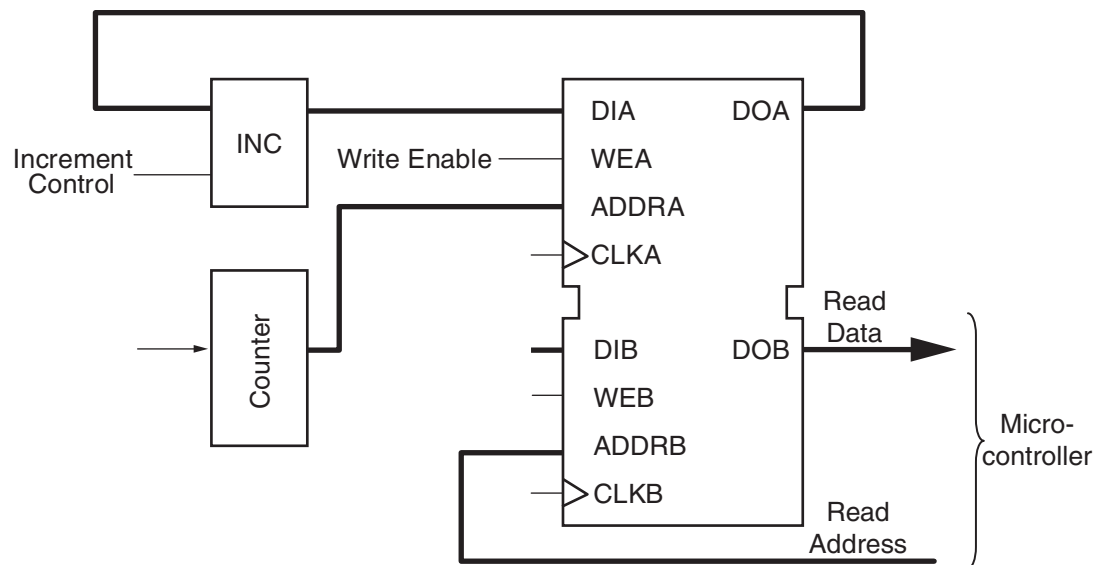 INC
Increment
Control
Write Enable
DIA
DOA
WEA
ADDRA
CLKA
Counter
DIB
DOB
WEB
ADDRB
CLKB
Read
Data
Micro-
controller
Read
Address